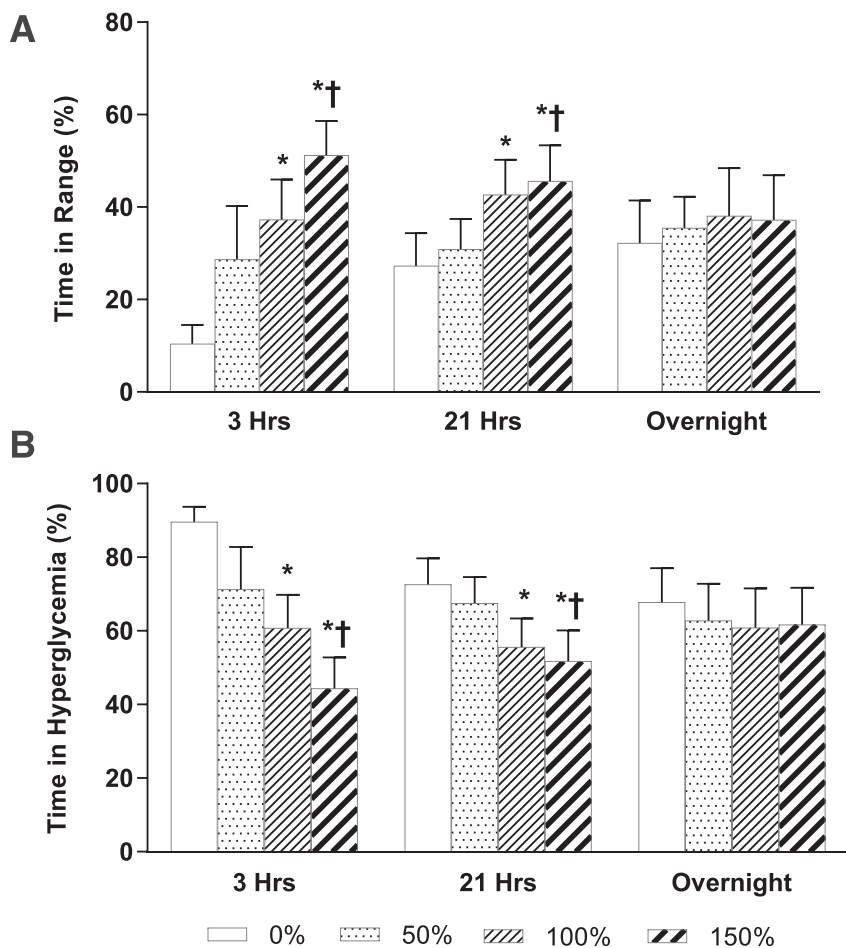 A
Time in Range (%)
80
60
40
20
0
*
*†
*
*†
3 Hrs 21 Hrs Overnight
B
Time in Hyperglycemia (%)
100
80
60
40
20
0
*
*†
*
*†
3 Hrs 21 Hrs Overnight
0% 50% 100% 150%